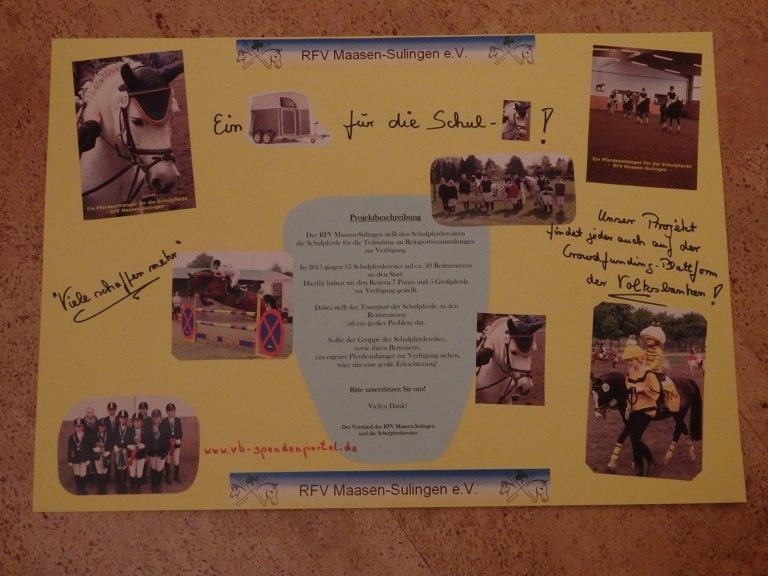 RFV Maasen-Sulingen e.V.
Ein für die Schul- !
Ein Pferdeanhänger für die Schulpferde
- RFV Maasen-Sulingen -
Ein Pferdeanhänger für die Schulpferde
- RFV Maasen-Sulingen -
"Viele schaffen mehr"
Unser Projekt
findet jeder auch auf der
Crowdfunding-Plattform
der Volksbanken!
Projektbeschreibung
Der RFV Maasen-Sulingen stellt den Schulpferdereitern
die Schulpferde für die Teilnahme an Reitsportveranstaltungen
zur Verfügung.
In 2015 gingen 35 Schulpferdereiter auf ca. 20 Reitturnieren
an den Start.
Hierfür haben wir den Reitern 7 Ponys und 5 Großpferde
zur Verfügung gestellt.
Dabei stellt der Transport der Schulpferde zu den
Reitturnieren
oft ein großes Problem dar.
Sollte der Gruppe der Schulpferdereiter,
sowie ihren Betreuern,
ein eigener Pferdeanhänger zur Verfügung stehen,
wäre das eine große Erleichterung!
Bitte unterstützen Sie uns!
Vielen Dank!
Der Vorstand des RFV Maasen-Sulingen
und die Schulpferdereiter
www.vb-spendenportal.de
RFV Maasen-Sulingen e.V.